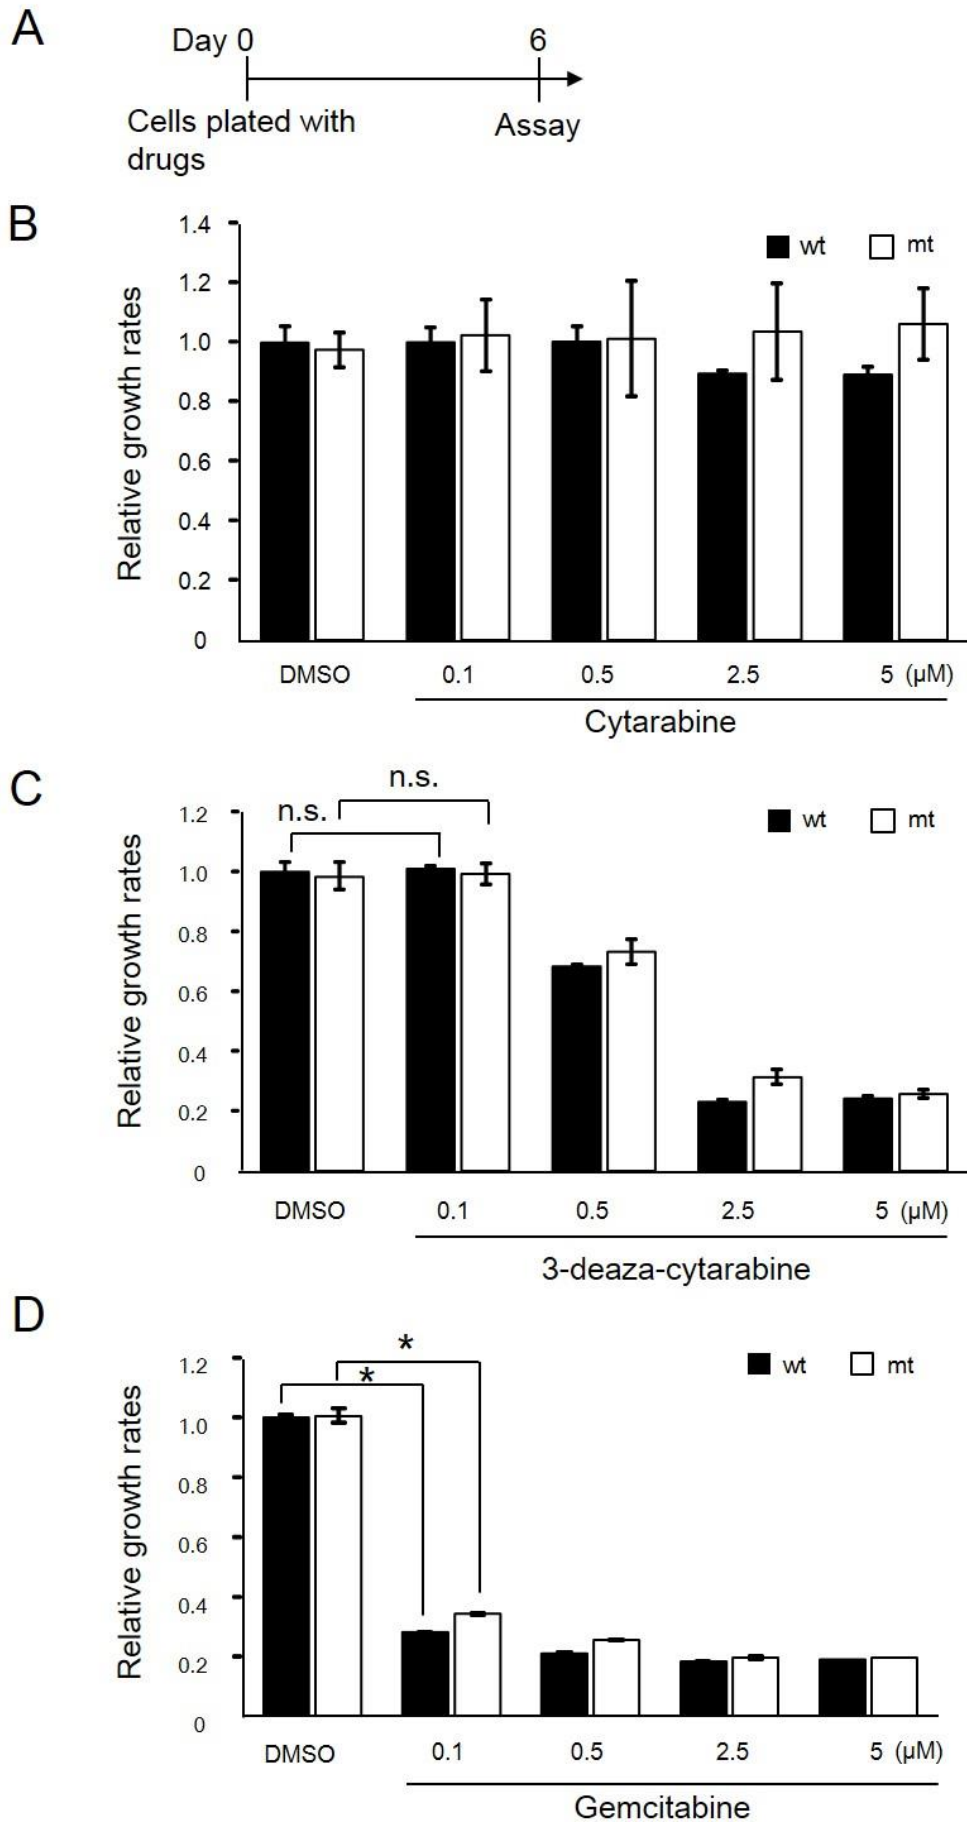 A
Day 0 6
Cells plated with
drugs
Assay
B
1.4
1.2
1.0
0.8
0.6
0.4
0.2
0
Relative growth rates
wt mt
DMSO 0.1 0.5 2.5 5 (µM)
Cytarabine
C
n.s.
n.s.
1.2
1.0
0.8
0.6
0.4
0.2
0
Relative growth rates
wt mt
DMSO 0.1 0.5 2.5 5 (µM)
3-deaza-cytarabine
D
*
*
1.2
1.0
0.8
0.6
0.4
0.2
0
Relative growth rates
wt mt
DMSO 0.1 0.5 2.5 5 (µM)
Gemcitabine